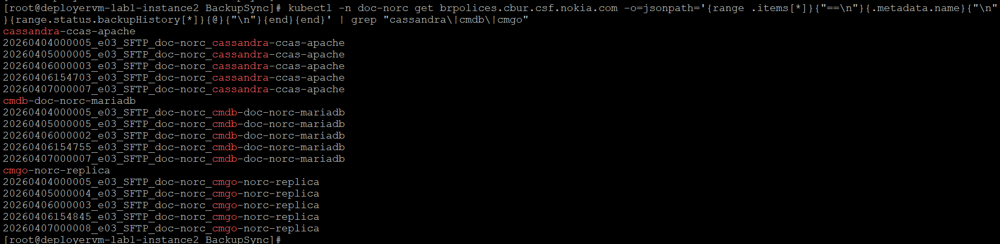 [root@deployervm-lab1-instance2 BackupSync]# kubectl -n doc-norc get brpolices.cbur.csf.nokia.com -o=jsonpath='{range .items[*]}{"==\n"}{.metadata.name}{"\n"
}{range.status.backupHistory[*]}{@}{"\n"}{end}{end}' | grep "cassandra\|cmdb\|cmgo"
cassandra-ccas-apache
20260404000005_e03_SFTP_doc-norc_cassandra-ccas-apache
20260405000005_e03_SFTP_doc-norc_cassandra-ccas-apache
20260406000003_e03_SFTP_doc-norc_cassandra-ccas-apache
20260406154703_e03_SFTP_doc-norc_cassandra-ccas-apache
20260407000007_e03_SFTP_doc-norc_cassandra-ccas-apache
cmdb-doc-norc-mariadb
20260404000005_e03_SFTP_doc-norc_cmdb-doc-norc-mariadb
20260405000005_e03_SFTP_doc-norc_cmdb-doc-norc-mariadb
20260406000002_e03_SFTP_doc-norc_cmdb-doc-norc-mariadb
20260406154755_e03_SFTP_doc-norc_cmdb-doc-norc-mariadb
20260407000007_e03_SFTP_doc-norc_cmdb-doc-norc-mariadb
cmgo-norc-replica
20260404000005_e03_SFTP_doc-norc_cmgo-norc-replica
20260405000004_e03_SFTP_doc-norc_cmgo-norc-replica
20260406000003_e03_SFTP_doc-norc_cmgo-norc-replica
20260406154845_e03_SFTP_doc-norc_cmgo-norc-replica
20260407000008_e03_SFTP_doc-norc_cmgo-norc-replica
[root@deployervm-lab1-instance2 BackupSync]#